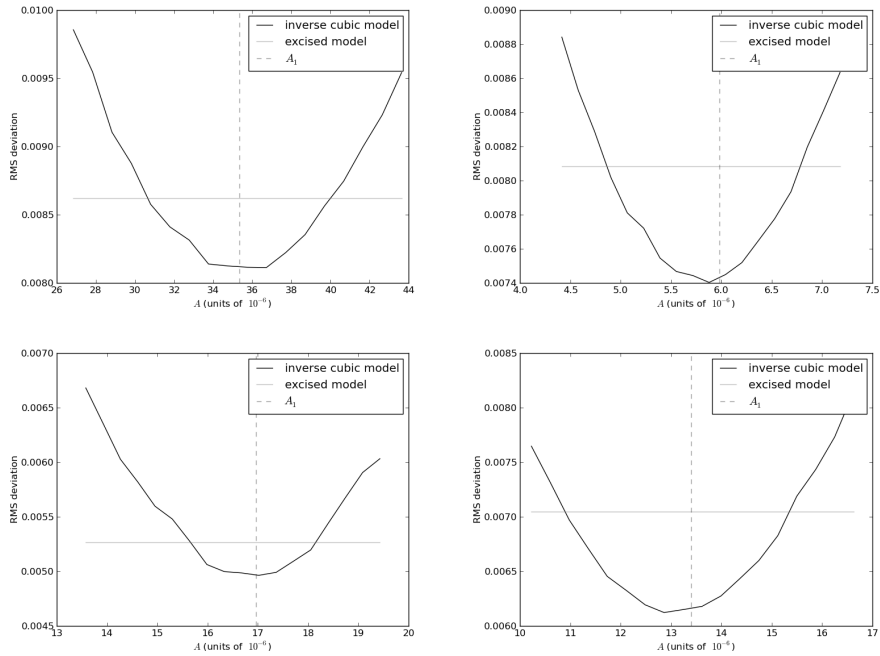 0.0100
0.0095
0.0090
0.0085
0.0080
RMS deviation
inverse cubic model
excised model
A₁
26 28 30 32 34 36 38 40 42 44
A (units of 10⁻⁶)
0.0090
0.0088
0.0086
0.0084
0.0082
0.0080
0.0078
0.0076
0.0074
RMS deviation
inverse cubic model
excised model
A₁
4.0 4.5 5.0 5.5 6.0 6.5 7.0 7.5
A (units of 10⁻⁶)
0.0070
0.0065
0.0060
0.0055
0.0050
0.0045
RMS deviation
inverse cubic model
excised model
A₁
13 14 15 16 17 18 19 20
A (units of 10⁻⁶)
0.0085
0.0080
0.0075
0.0070
0.0065
0.0060
RMS deviation
inverse cubic model
excised model
A₁
10 11 12 13 14 15 16 17
A (units of 10⁻⁶)